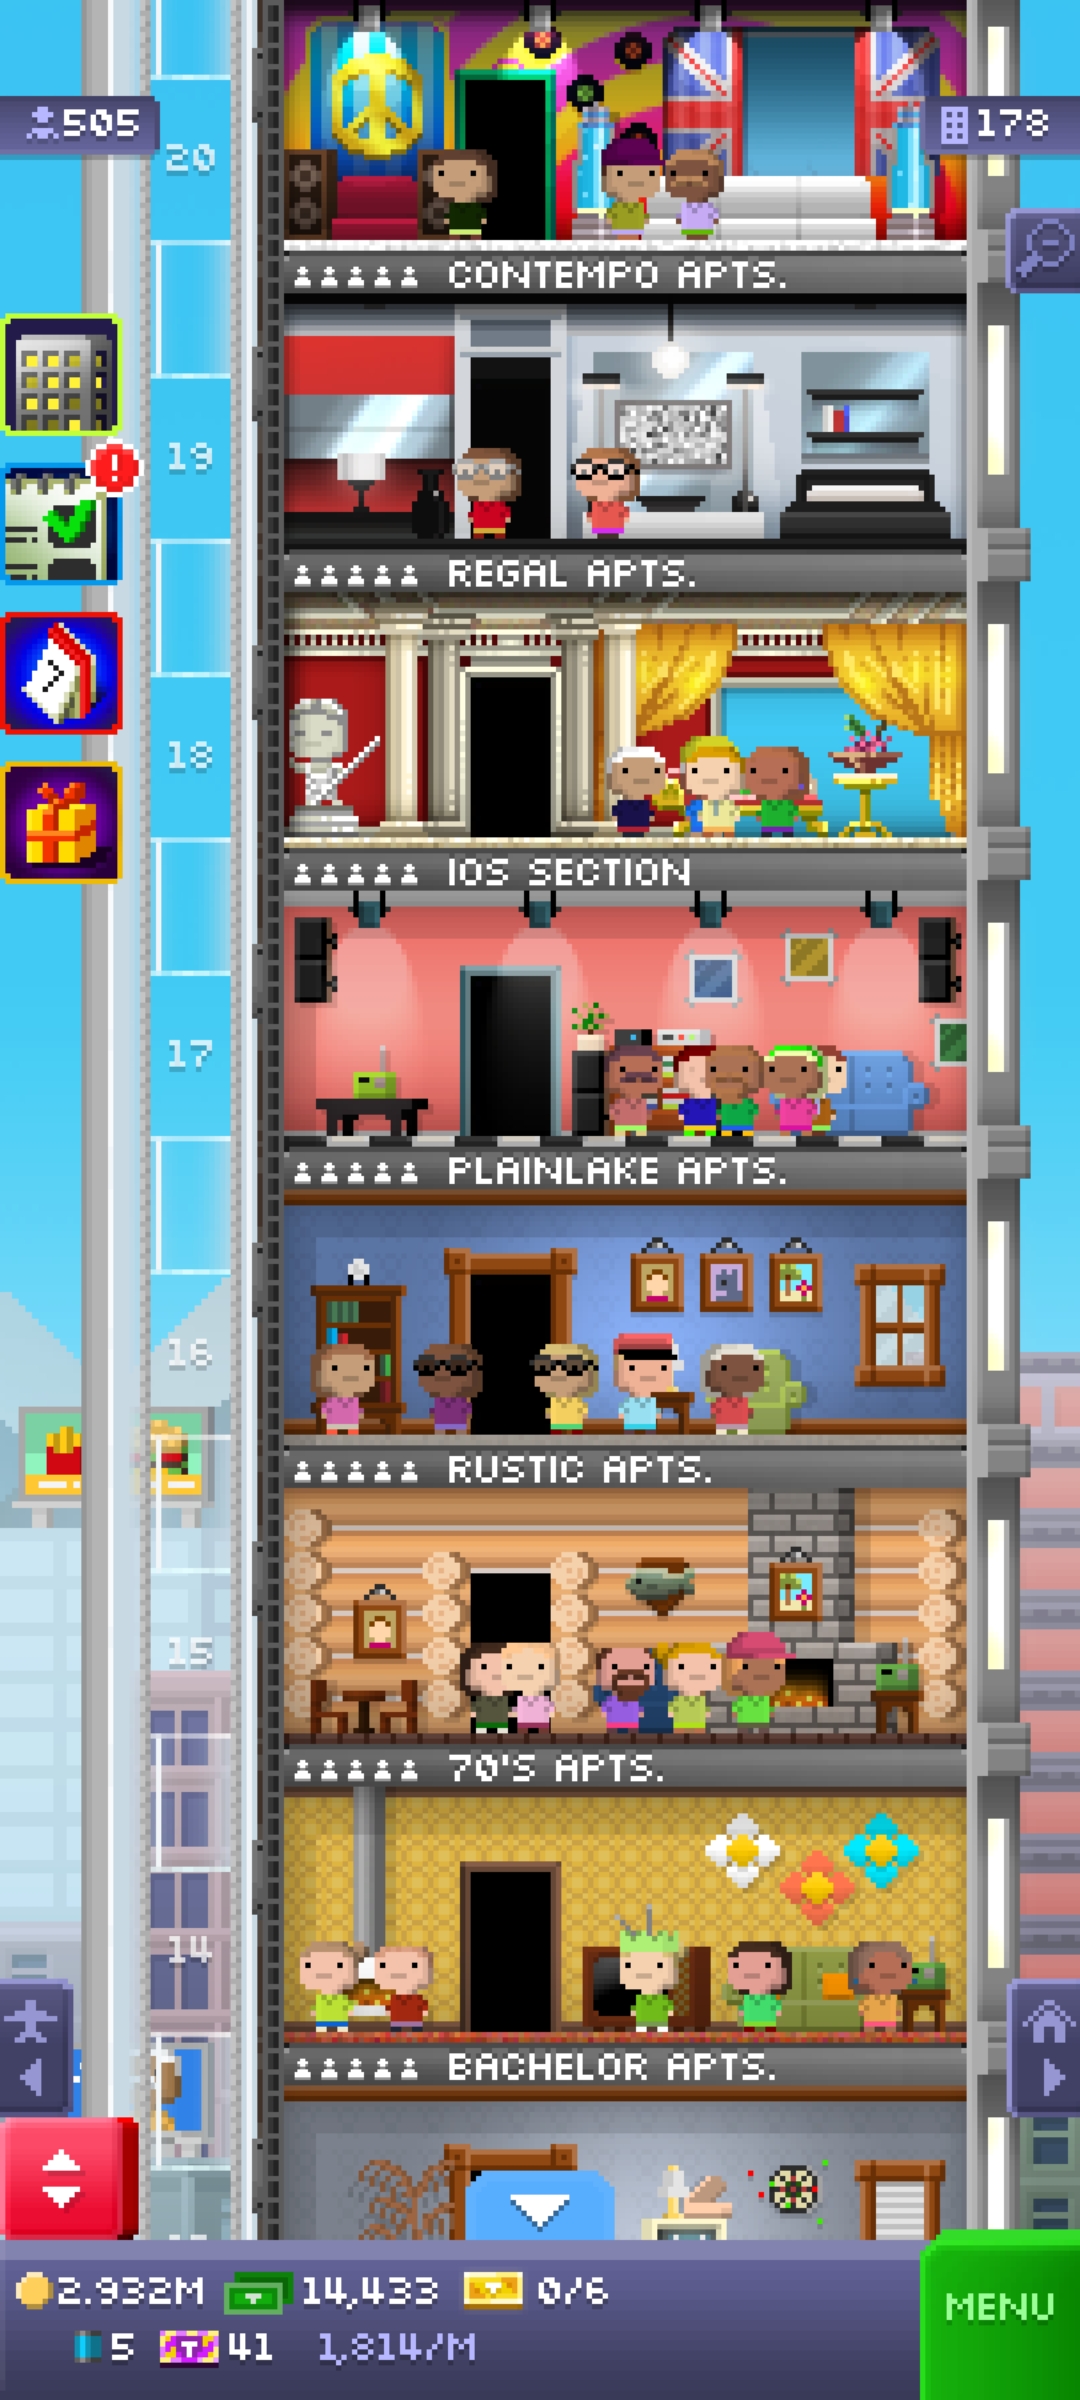 505
178
20
CONTEMPO APTS.
19
REGAL APTS.
18
IOS SECTION
17
PLAINLAKE APTS.
16
RUSTIC APTS.
15
70'S APTS.
14
BACHELOR APTS.
2.932M 14,433 0/6
5 41 1,814/M
MENU